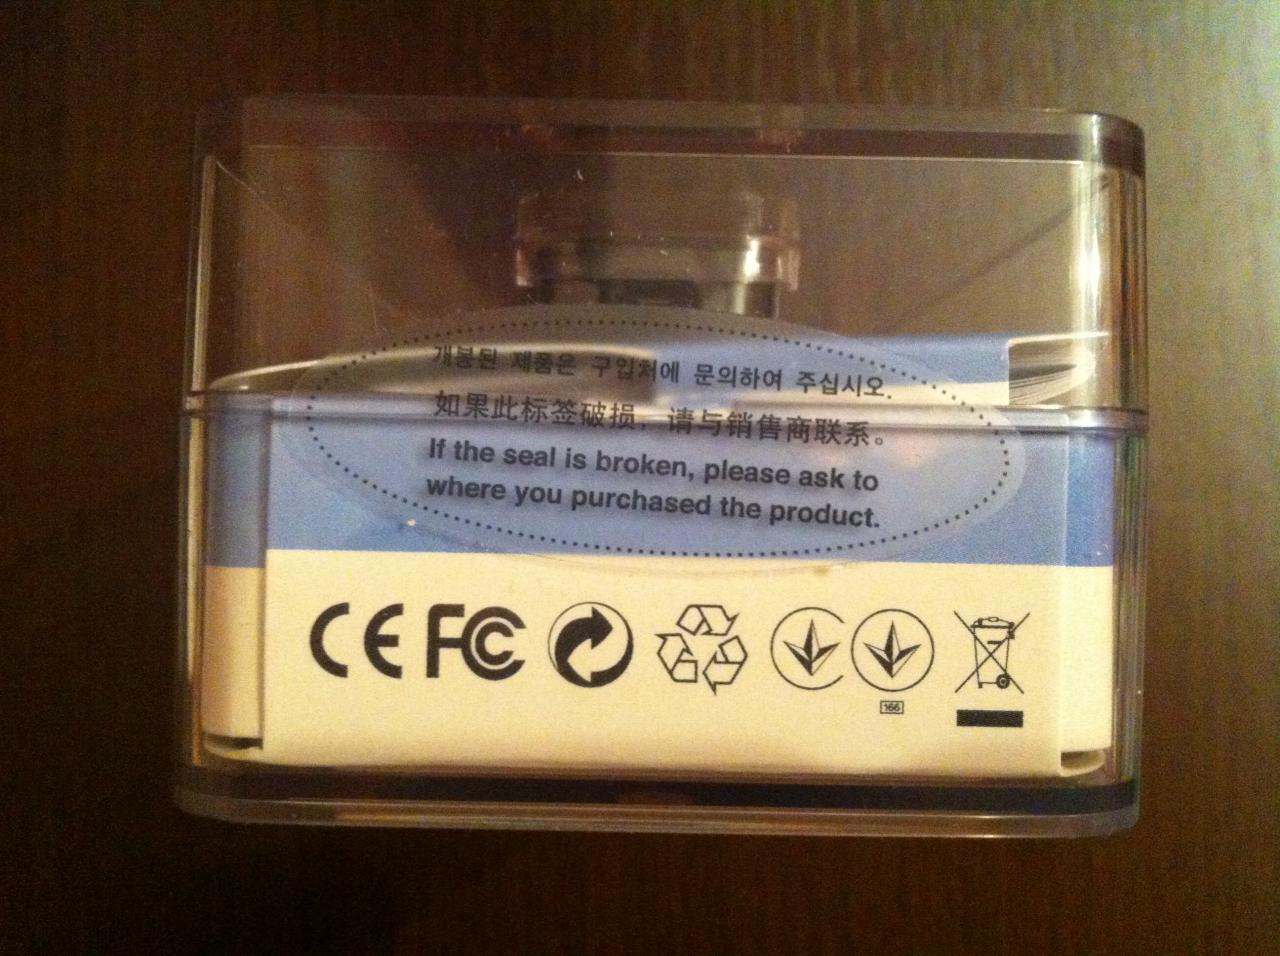 개봉된 제품은 구입처에 문의하여 주십시오.
如果此标签破损，请与销售商联系。
If the seal is broken, please ask to
where you purchased the product.
CE FC
166